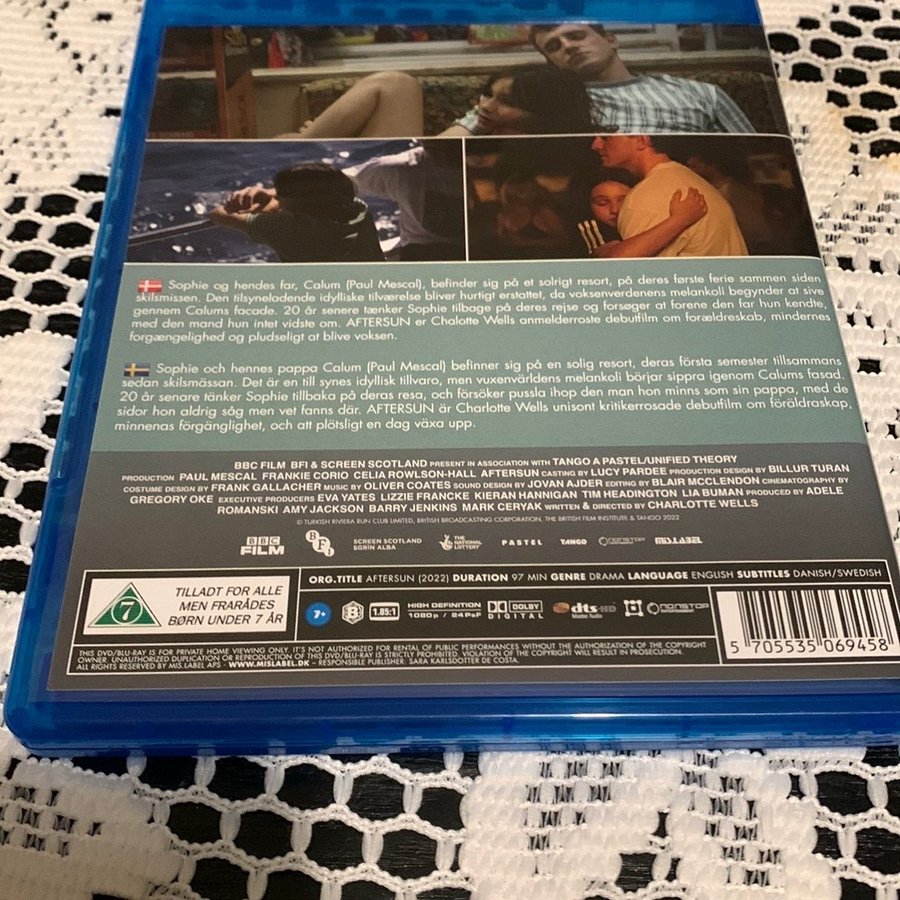 Sophie og hendes far, Calum (Paul Mescal), befinder sig på et solrigt resort, på deres første ferie sammen siden
skilsmissen. Den tilsyneladende idylliske tilværelse bliver hurtigt erstattet, da voksenverdenens melankoli begynder at sive
gennem Calums facade. 20 år senere tænker Sophie tilbage på deres rejse og forsøger at forene den far hun kendte,
med den mand hun intet vidste om. AFTERSUN er Chalotte Wells anmelderroste debutfilm om forældreskab, mindernes
forgængelighed og pludseligt at blive voksen.
Sophie och hennes pappa Calum (Paul Mescal) befinner sig på en solig resort, deras första semester tillsammans
sedan skilsmässan. Det är en till synes idyllisk tillvaro, men vuxenvärldens melankoli börjar sippra igenom Calums fasad.
20 år senare tänker Sophie tillbaka på deras resa, och försöker pussla ihop den man hon minns som sin pappa, med de
sidor hon aldrig såg men vet fanns där. AFTERSUN är Charlotte Wells unisont kritikerrosade debutfilm om föräldraskap,
minnenas förgänglighet, och att plötsligt en dag växa upp.
BBC FILM BFI & SCREEN SCOTLAND PRESENT IN ASSOCIATION WITH TANGO A PASTEL/UNIFIED THEORY
PRODUCTION PAUL MESCAL FRANKIE CORIO CELIA ROWLSON-HALL AFTERSUN CASTING BY LUCY PARDEE PRODUCTION DESIGN BY BILLUR TURAN
COSTUME DESIGN BY FRANK GALLACHER MUSIC BY OLIVER COATES SOUND DESIGN BY JOVAN AJDER EDITING BY BLAIR MCCLENDON CINEMATOGRAPHY BY
GREGORY OKE EXECUTIVE PRODUCERS EVA YATES LIZZIE FRANCKE KIERAN HANNIGAN TIM HEADINGTON LIA BUMAN PRODUCED BY ADELE
ROMANSKI AMY JACKSON BARRY JENKINS MARK CERYAK WRITTEN & DIRECTED BY CHARLOTTE WELLS
© TURKISH RIVIERA RUN CLUB LIMITED, BRITISH BROADCASTING CORPORATION, THE BRITISH FILM INSTITUTE & TANGO 2022
BBC FILM BFI SCREEN SCOTLAND SGRÌN ALBA THE NATIONAL LOTTERY PASTEL TANGO NONSTOP ENTERTAINMENT MIS.LABEL
ORG.TITLE AFTERSUN (2022) DURATION 97 MIN GENRE DRAMA LANGUAGE ENGLISH SUBTITLES DANISH/SWEDISH
7
TILLADT FOR ALLE
MEN FRARÅDES
BØRN UNDER 7 ÅR
7+ B 1.85:1 HIGH DEFINITION 1080p / 24PsF DOLBY DIGITAL dts-HD Master Audio NONSTOP ENTERTAINMENT
5 705535 069458
THIS DVD/BLU-RAY IS FOR PRIVATE HOME VIEWING ONLY. IT'S NOT AUTHORIZED FOR RENTAL OF PUBLIC PERFORMANCES WITHOUT THE AUTHORIZATION OF THE COPYRIGHT
OWNER. UNAUTHORIZED DUPLICATION OR REPRODUCTION OF THIS DVD/BLU-RAY IS STRICTLY PROHIBITED. VIOLATION OF THE COPYRIGHT WILL RESULT IN PROSECUTION.
ALL RIGHTS RESERVED BY MIS.LABEL APS - WWW.MISLABEL.DK – RESPONSIBLE PUBLISHER: SARA KARLSDOTTER DE COSTA.